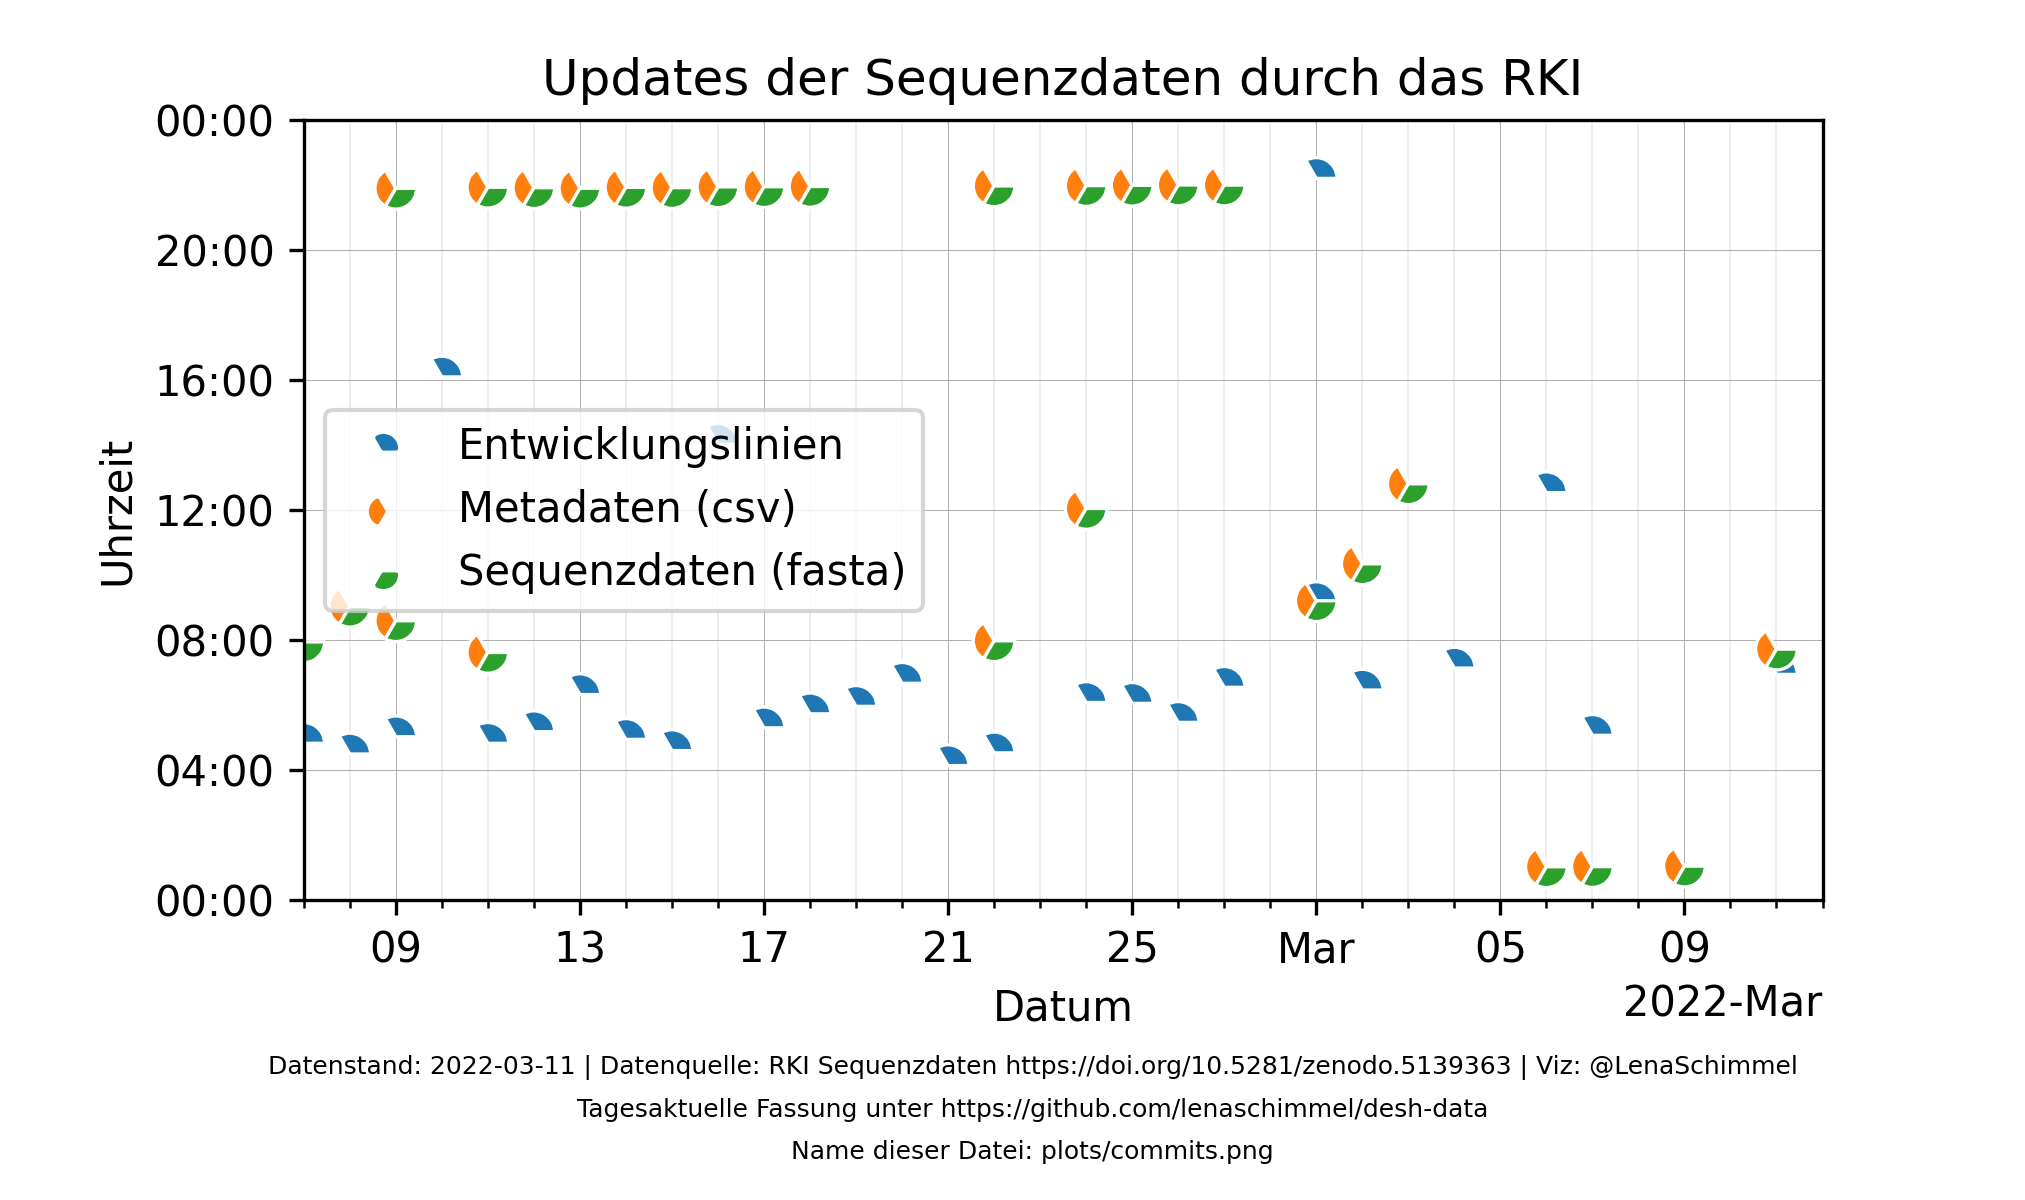 Updates der Sequenzdaten durch das RKI
00:00
20:00
16:00
12:00
08:00
04:00
00:00
Uhrzeit
Entwicklungslinien
Metadaten (csv)
Sequenzdaten (fasta)
09 13 17 21 25 Mar 05 09
Datum
2022-Mar
Datenstand: 2022-03-11 | Datenquelle: RKI Sequenzdaten https://doi.org/10.5281/zenodo.5139363 | Viz: @LenaSchimmel
Tagesaktuelle Fassung unter https://github.com/lenaschimmel/desh-data
Name dieser Datei: plots/commits.png